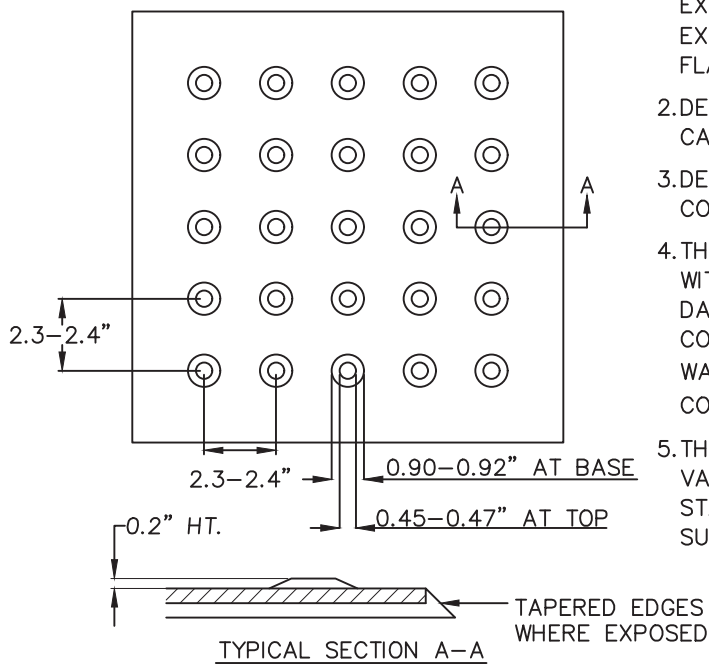 A A
2.3–2.4”
2.3–2.4”
0.90–0.92” AT BASE
0.45–0.47” AT TOP
0.2” HT.
TAPERED EDGES
WHERE EXPOSED
TYPICAL SECTION A–A
EX
EX
FLA
2.DE
CA
3.DE
CO
4.TH
WIT
DA
CO
WA
CO
5.TH
VA
ST
SU